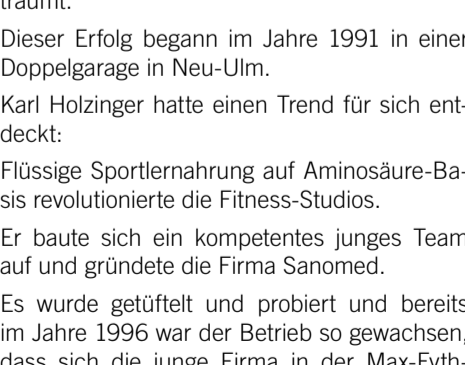 träumt.
Dieser Erfolg begann im Jahre 1991 in einer
Doppelgarage in Neu-Ulm.
Karl Holzinger hatte einen Trend für sich ent-
deckt:
Flüssige Sportlernahrung auf Aminosäure-Ba-
sis revolutionierte die Fitness-Studios.
Er baute sich ein kompetentes junges Team
auf und gründete die Firma Sanomed.
Es wurde getüftelt und probiert und bereits
im Jahre 1996 war der Betrieb so gewachsen,
dass sich die junge Firma in der Max-Eyth-